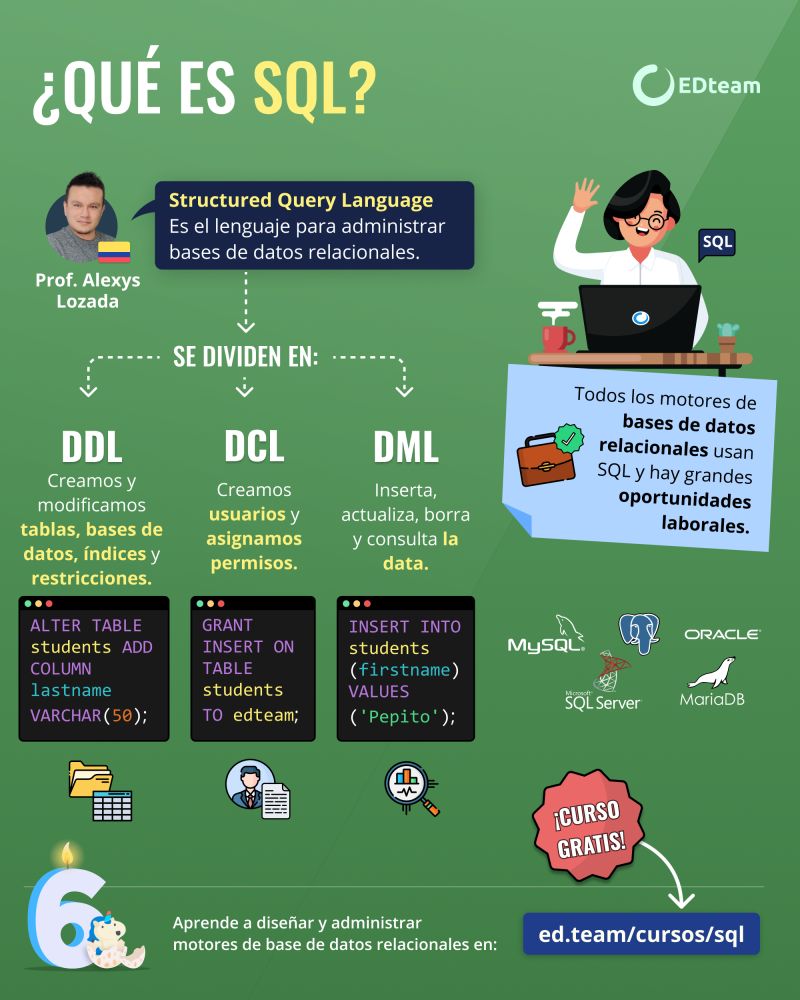 ¿QUÉ ES SQL?
EDteam
Structured Query Language
Es el lenguaje para administrar
bases de datos relacionales.
Prof. Alexys
Lozada
SQL
SE DIVIDEN EN:
DDL
Creamos y
modificamos
tablas, bases de
datos, índices y
restricciones.
ALTER TABLE
students ADD
COLUMN
lastname
VARCHAR(50);
DCL
Creamos
usuarios y
asignamos
permisos.
GRANT
INSERT ON
TABLE
students
TO edteam;
DML
Inserta,
actualiza, borra
y consulta la
data.
INSERT INTO
students
(firstname)
VALUES
('Pepito');
Todos los motores de
bases de datos
relacionales usan
SQL y hay grandes
oportunidades
laborales.
MySQL®
ORACLE®
Microsoft®
SQL Server
MariaDB
¡CURSO
GRATIS!
6
Aprende a diseñar y administrar
motores de base de datos relacionales en:
ed.team/cursos/sql